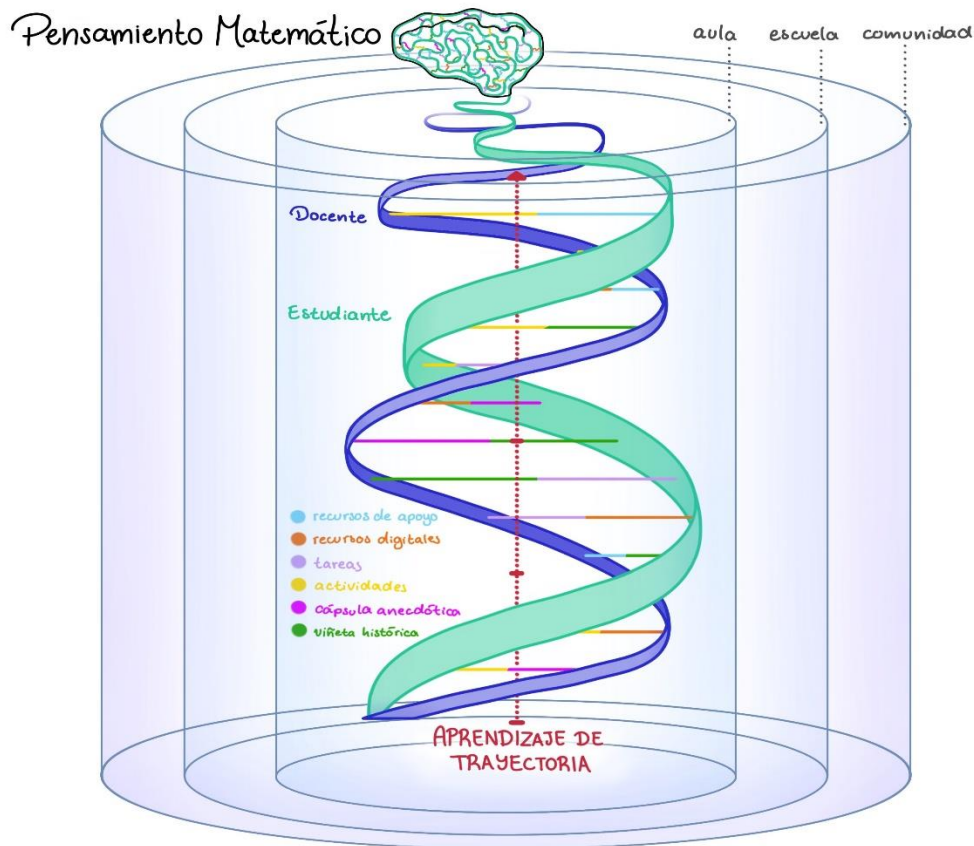 Pensamiento Matemático
aula
escuela
comunidad
Docente
Estudiante
recursos de apoyo
recursos digitales
tareas
actividades
cápsula anecdótica
viñeta histórica
APRENDIZAJE DE
TRAYECTORIA